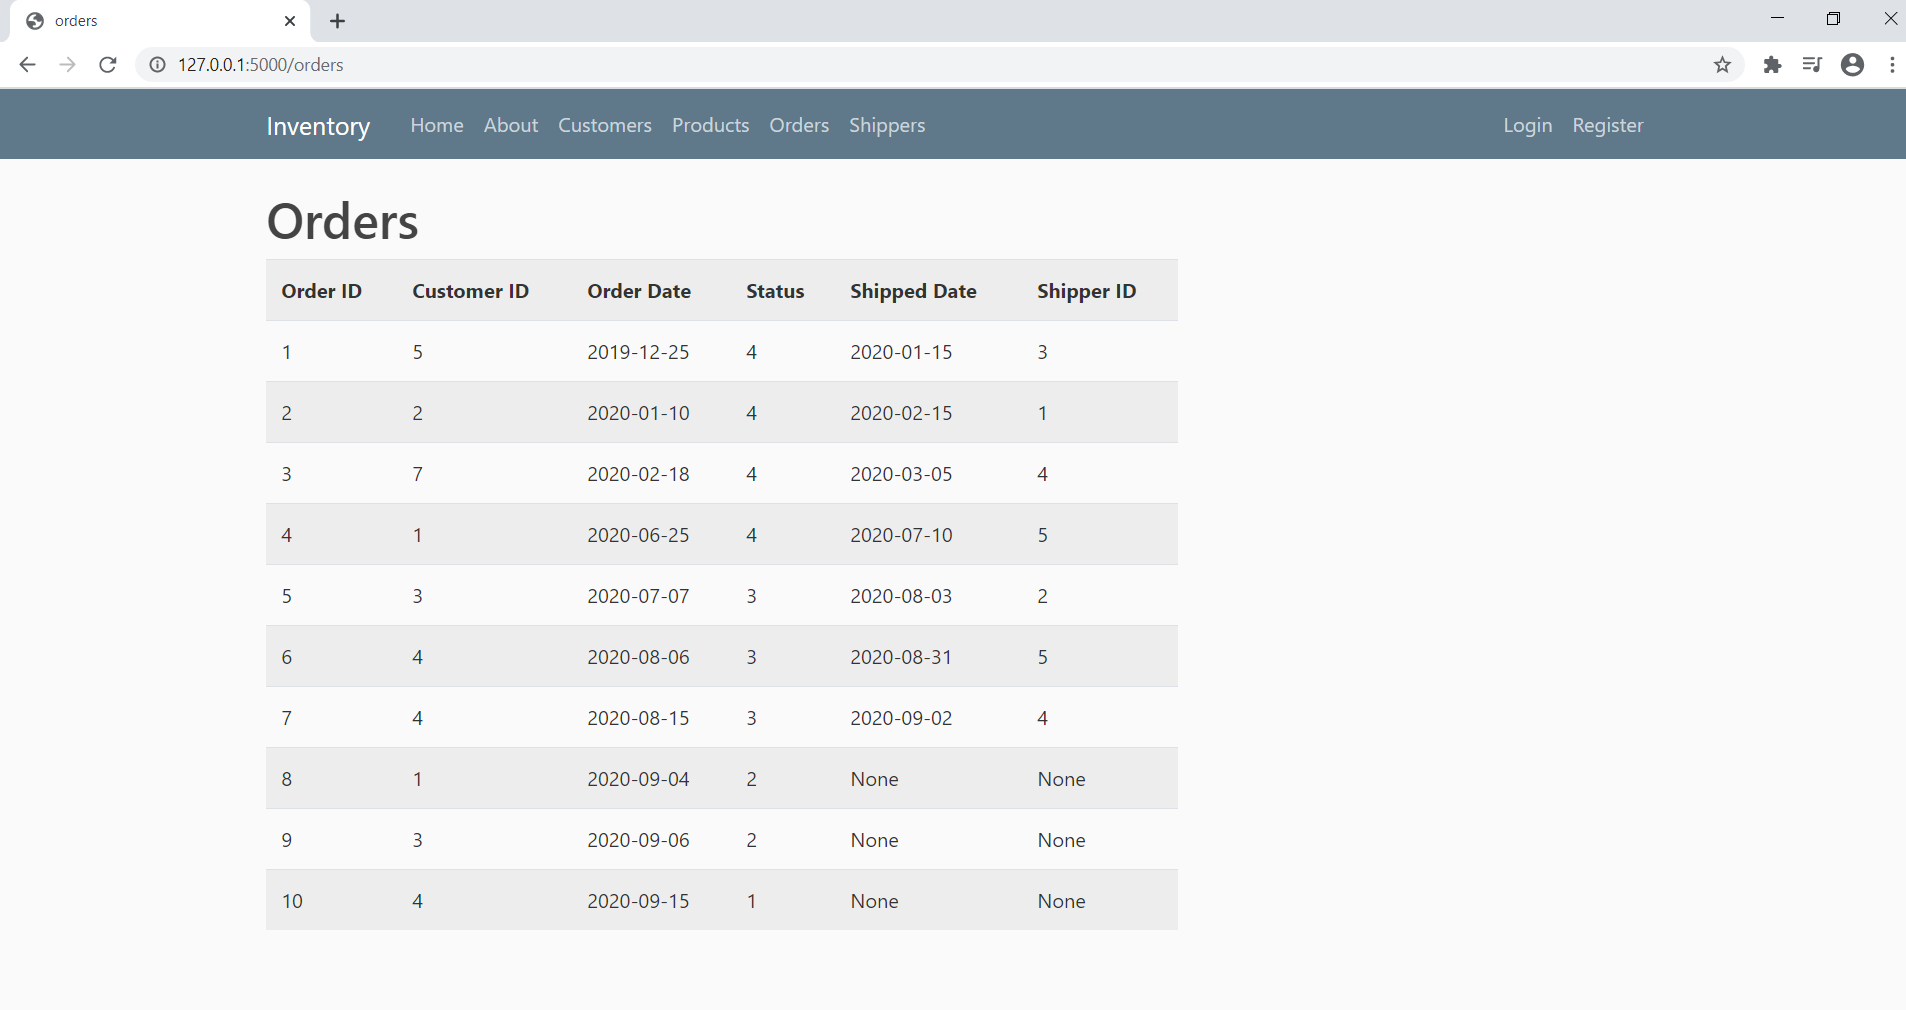 orders
127.0.0.1:5000/orders
Inventory Home About Customers Products Orders Shippers Login Register
Orders
Order ID Customer ID Order Date Status Shipped Date Shipper ID
1 5 2019-12-25 4 2020-01-15 3
2 2 2020-01-10 4 2020-02-15 1
3 7 2020-02-18 4 2020-03-05 4
4 1 2020-06-25 4 2020-07-10 5
5 3 2020-07-07 3 2020-08-03 2
6 4 2020-08-06 3 2020-08-31 5
7 4 2020-08-15 3 2020-09-02 4
8 1 2020-09-04 2 None None
9 3 2020-09-06 2 None None
10 4 2020-09-15 1 None None